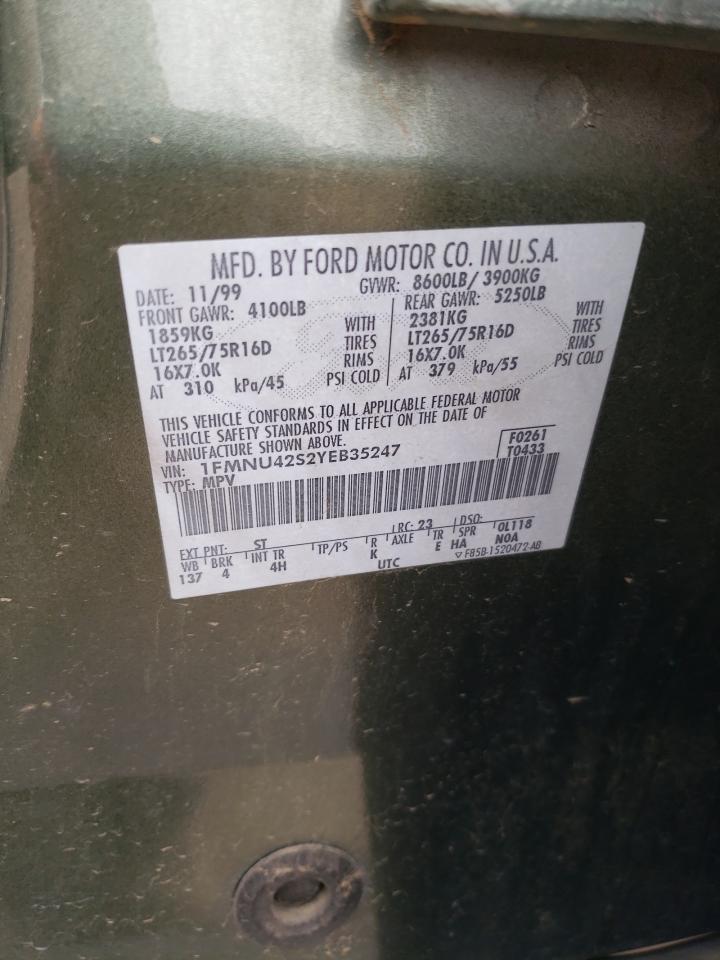 MFD. BY FORD MOTOR CO. IN U.S.A.
DATE: 11/99 GVWR: 8600LB/ 3900KG
FRONT GAWR: 4100LB REAR GAWR: 5250LB
1859KG WITH 2381KG WITH
LT265/75R16D TIRES LT265/75R16D TIRES
16X7.0K RIMS 16X7.0K RIMS
AT 310 kPa/45 PSI COLD AT 379 kPa/55 PSI COLD
THIS VEHICLE CONFORMS TO ALL APPLICABLE FEDERAL MOTOR
VEHICLE SAFETY STANDARDS IN EFFECT ON THE DATE OF
MANUFACTURE SHOWN ABOVE.
VIN: 1FMNU42S2YEB35247 F0261
TYPE: MPV T0433
EXT PNT: ST RC: 23 DSO: 0L118
WB BRK INT TR TP/PS R AXLE TR SPR N0A
137 4 4H K E HA
UTC ▽ F85B-1520472-AB